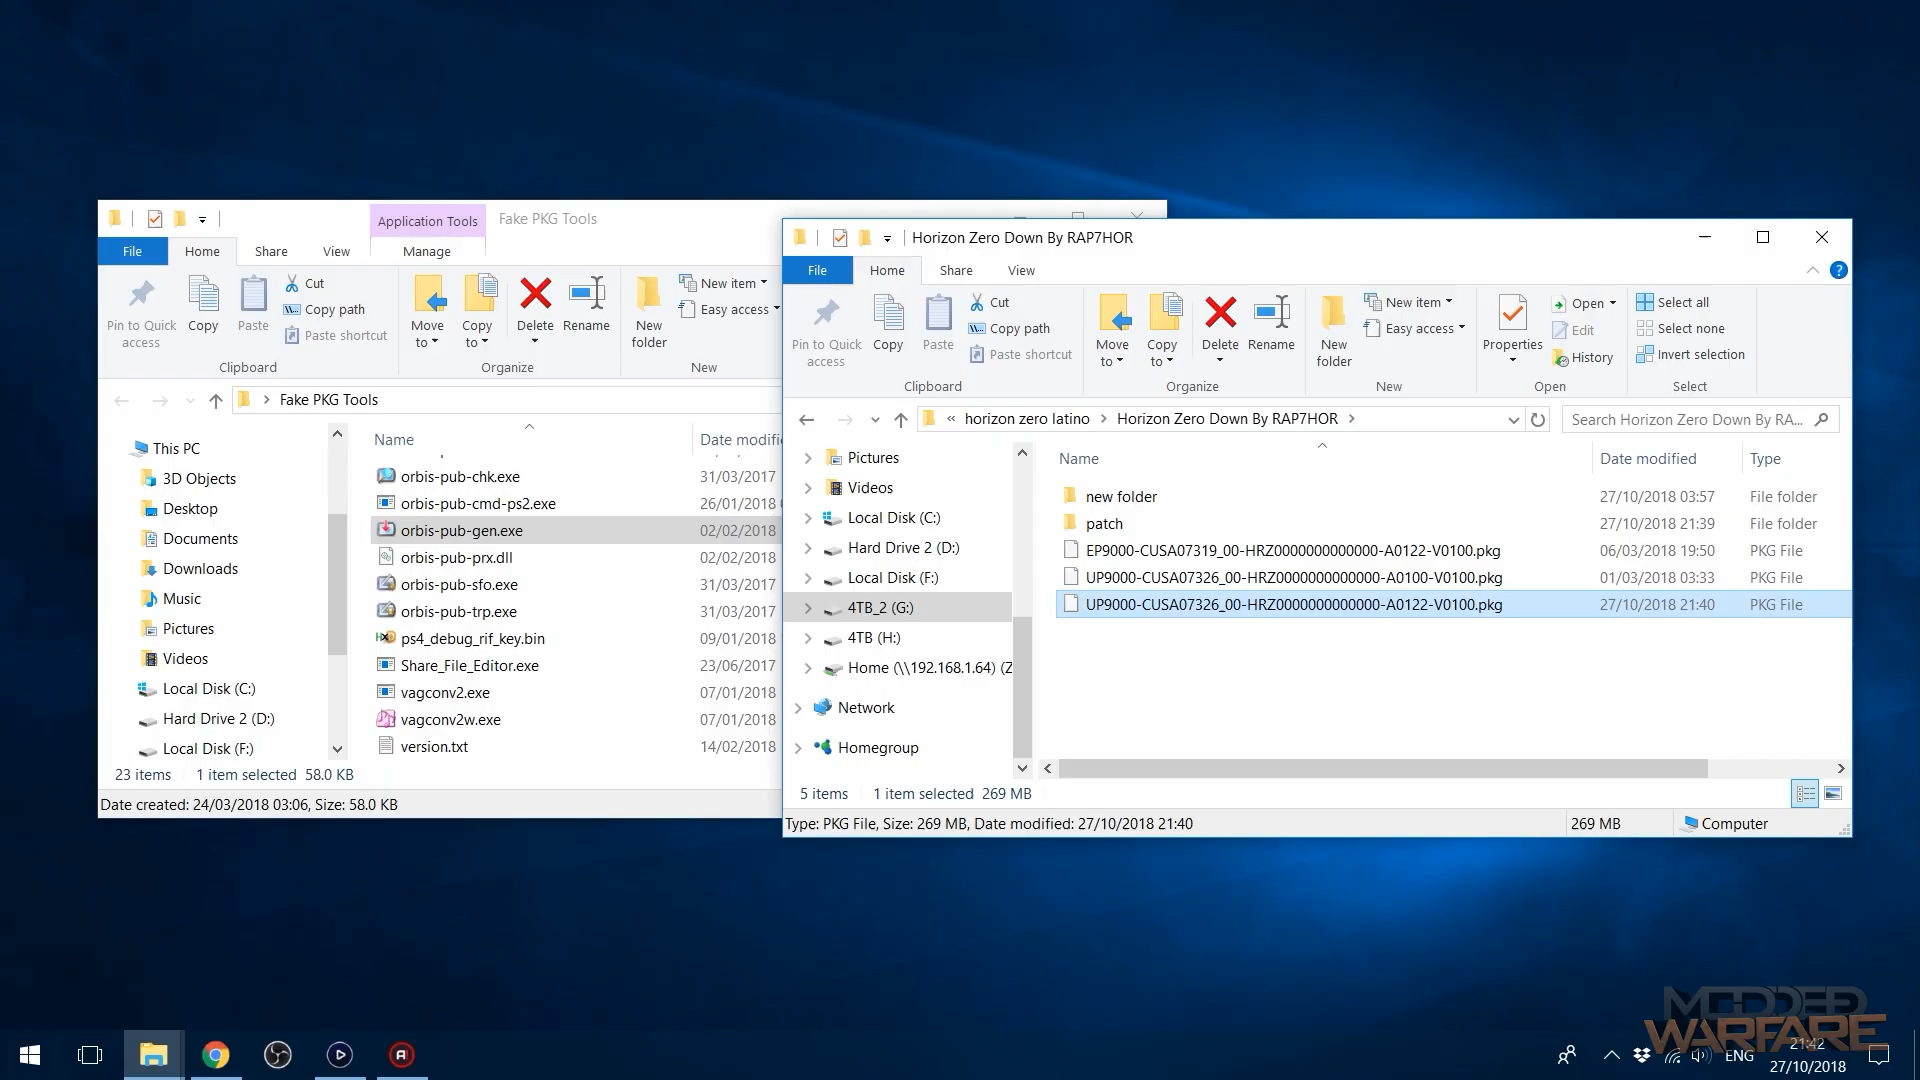 Application Tools
Fake PKG Tools
File
Home
Share
View
Manage
Pin to Quick access
Copy
Paste
Cut
Copy path
Paste shortcut
Move to
Copy to
Delete
Rename
New folder
New item
Easy access
Clipboard
Organize
New
Fake PKG Tools
This PC
3D Objects
Desktop
Documents
Downloads
Music
Pictures
Videos
Local Disk (C:)
Hard Drive 2 (D:)
Local Disk (F:)
Name
Date modifi
orbis-pub-chk.exe 31/03/2017
orbis-pub-cmd-ps2.exe 26/01/2018
orbis-pub-gen.exe 02/02/2018
orbis-pub-prx.dll 02/02/2018
orbis-pub-sfo.exe 31/03/2017
orbis-pub-trp.exe 31/03/2017
ps4_debug_rif_key.bin 09/01/2018
Share_File_Editor.exe 23/06/2017
vagconv2.exe 07/01/2018
vagconv2w.exe 07/01/2018
version.txt 14/02/2018
23 items 1 item selected 58.0 KB
Date created: 24/03/2018 03:06, Size: 58.0 KB
Horizon Zero Down By RAP7HOR
File
Home
Share
View
Pin to Quick access
Copy
Paste
Cut
Copy path
Paste shortcut
Move to
Copy to
Delete
Rename
New folder
New item
Easy access
Properties
Open
Edit
History
Select all
Select none
Invert selection
Clipboard
Organize
New
Open
Select
« horizon zero latino > Horizon Zero Down By RAP7HOR >
Search Horizon Zero Down By RA...
Pictures
Videos
Local Disk (C:)
Hard Drive 2 (D:)
Local Disk (F:)
4TB_2 (G:)
4TB (H:)
Home (\\192.168.1.64) (Z
Network
Homegroup
Name Date modified Type
new folder 27/10/2018 03:57 File folder
patch 27/10/2018 21:39 File folder
EP9000-CUSA07319_00-HRZ0000000000000-A0122-V0100.pkg 06/03/2018 19:50 PKG File
UP9000-CUSA07326_00-HRZ0000000000000-A0100-V0100.pkg 01/03/2018 03:33 PKG File
UP9000-CUSA07326_00-HRZ0000000000000-A0122-V0100.pkg 27/10/2018 21:40 PKG File
5 items 1 item selected 269 MB
Type: PKG File, Size: 269 MB, Date modified: 27/10/2018 21:40
269 MB
Computer
MODDED WARFARE
ENG
21:42
27/10/2018